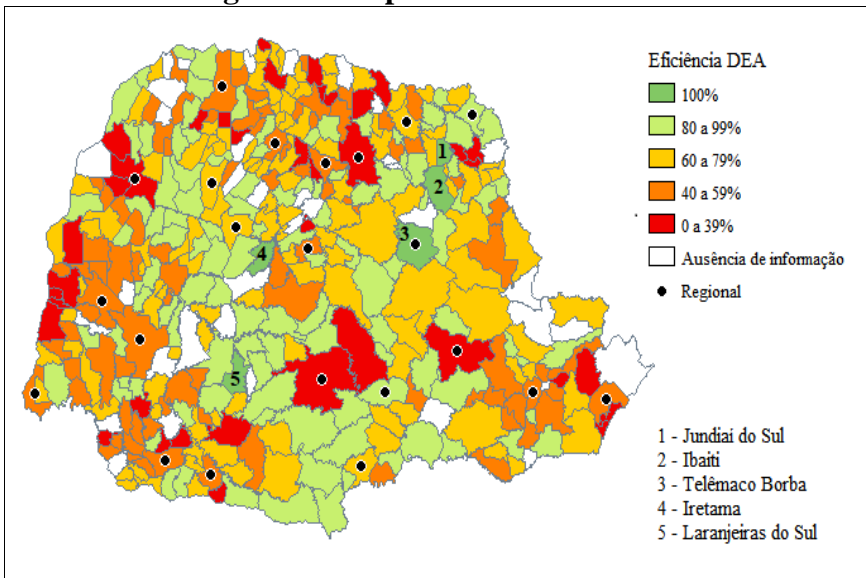 Eficiência DEA
100%
80 a 99%
60 a 79%
40 a 59%
0 a 39%
Ausência de informação
Regional
1
2
3
4
5
1 - Jundiai do Sul
2 - Ibaiti
3 - Telêmaco Borba
4 - Iretama
5 - Laranjeiras do Sul